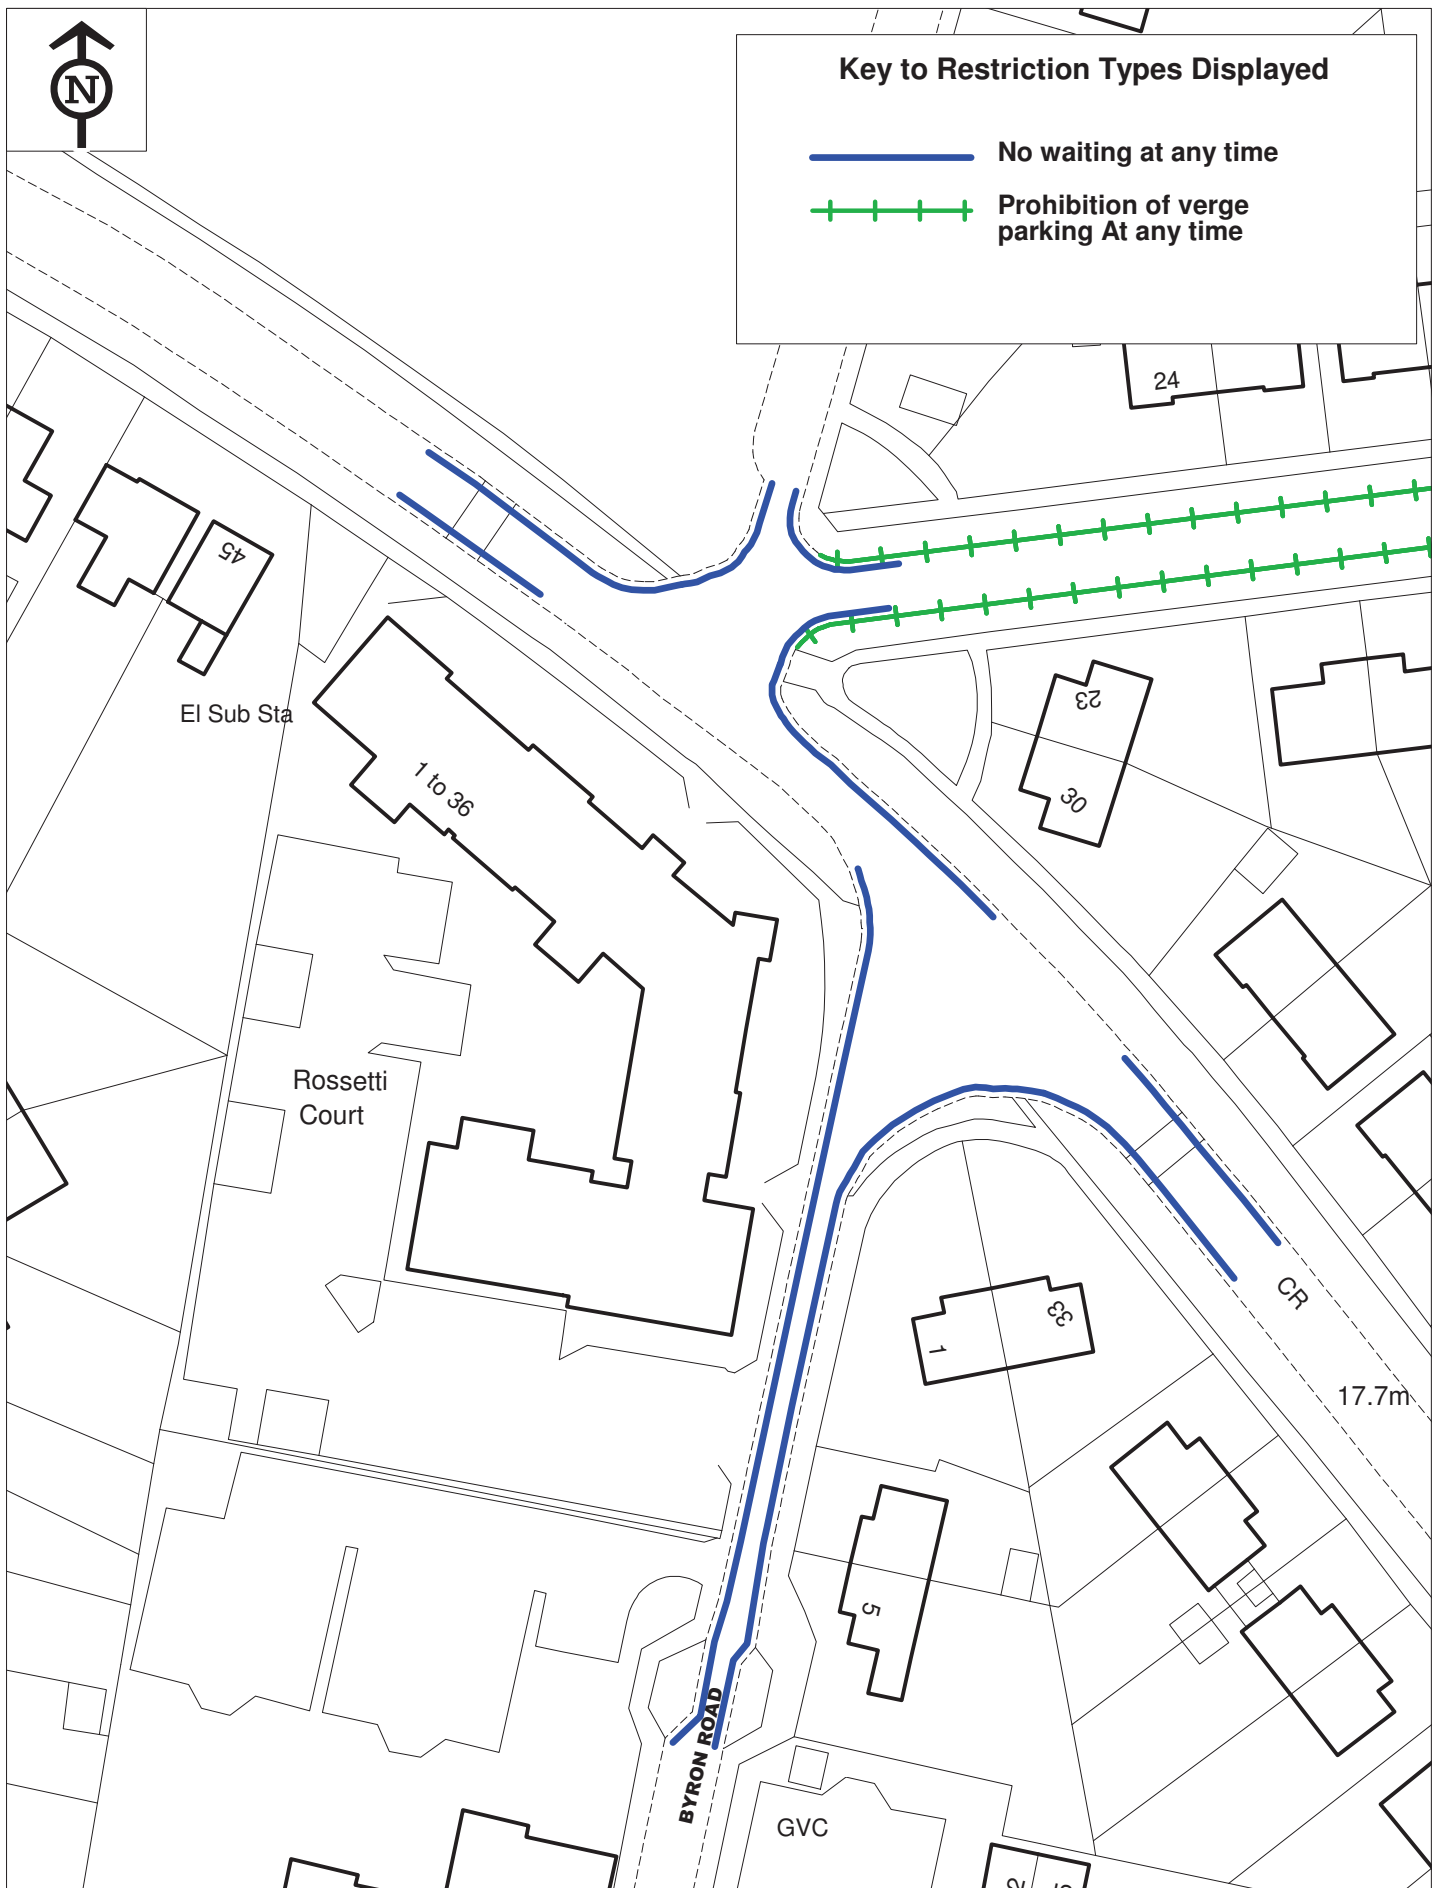 N
Key to Restriction Types Displayed
No waiting at any time
Prohibition of verge
parking At any time
24
45
El Sub Sta
23
1 to 36
30
Rossetti
Court
CR
33
1
17.7m
5
BYRON ROAD
GVC